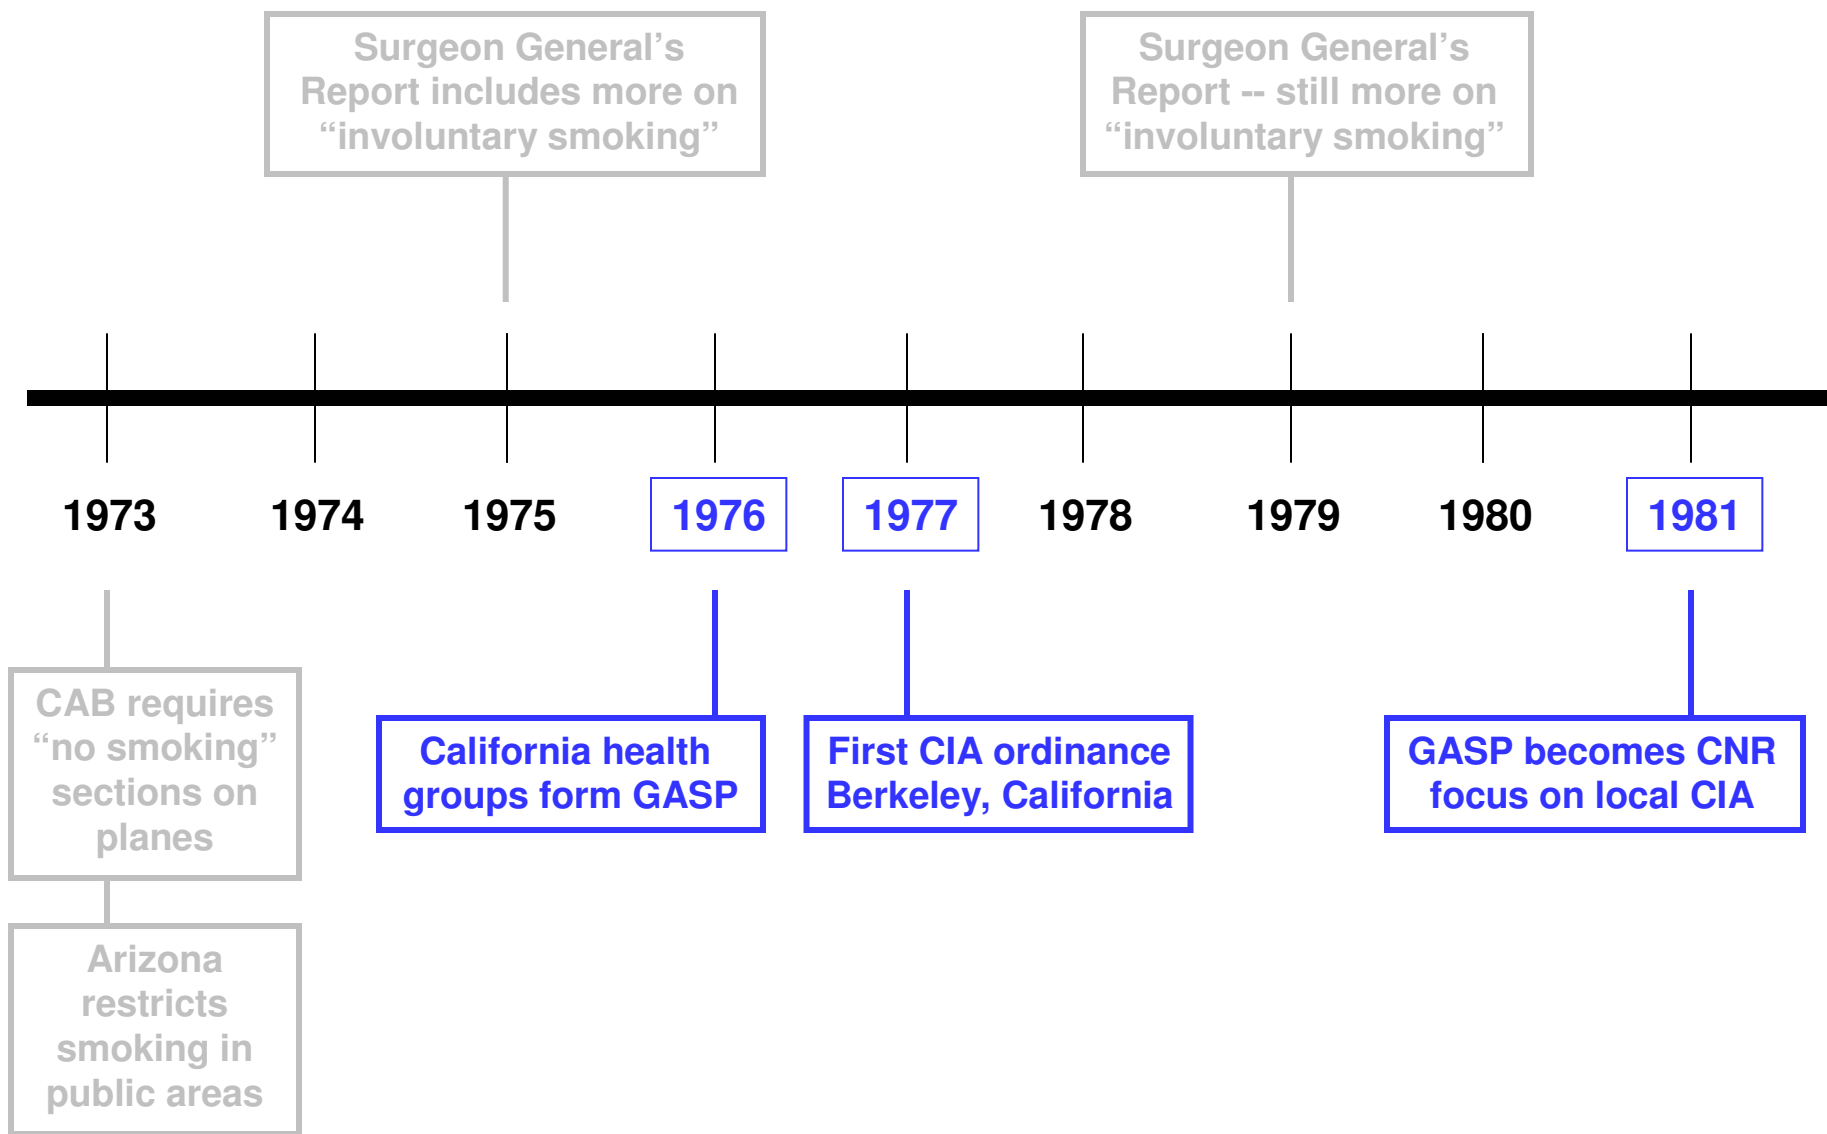 Surgeon General’s
Report includes more on
“involuntary smoking”
Surgeon General’s
Report -- still more on
“involuntary smoking”
1973
1974
1975
1976
1977
1978
1979
1980
1981
CAB requires
“no smoking”
sections on
planes
California health
groups form GASP
First CIA ordinance
Berkeley, California
GASP becomes CNR
focus on local CIA
Arizona
restricts
smoking in
public areas